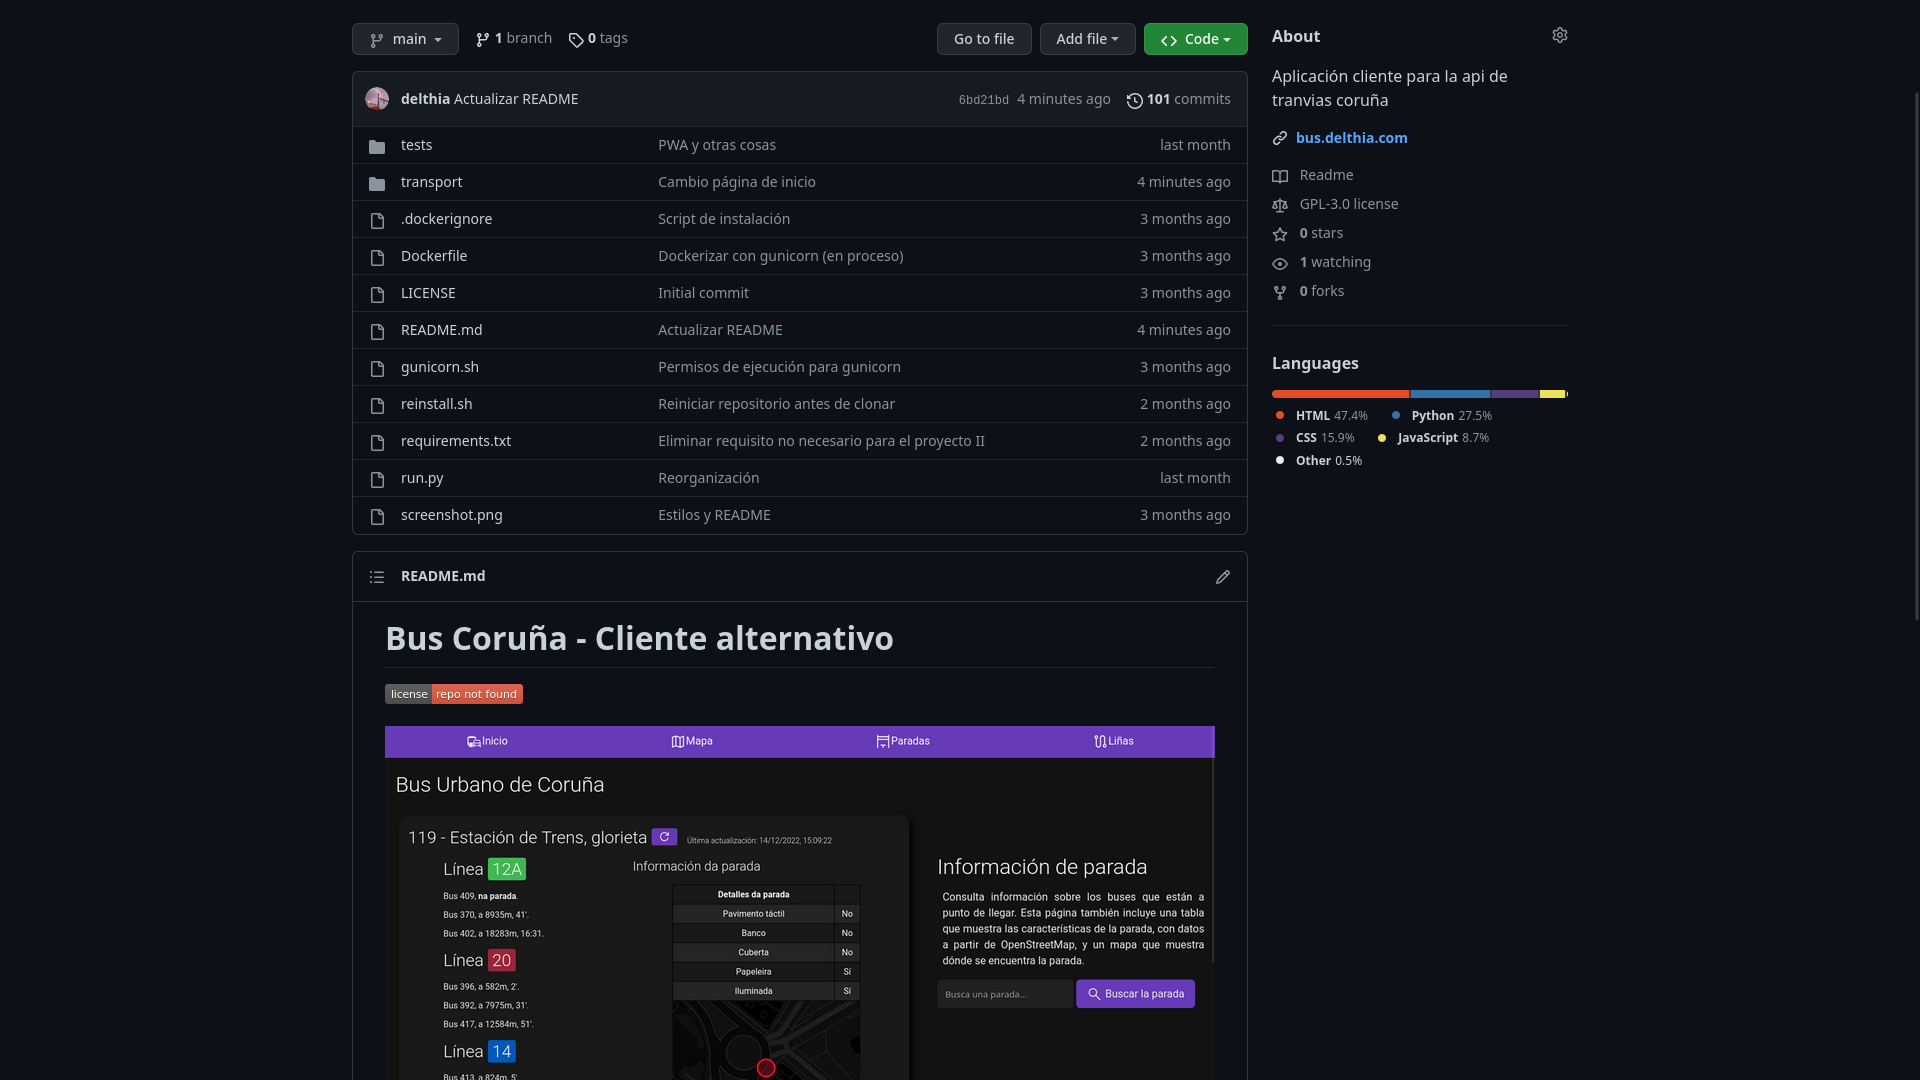 main
1 branch
0 tags
Go to file
Add file
Code
delthia Actualizar README
6bd21bd 4 minutes ago
101 commits
tests PWA y otras cosas last month
transport Cambio página de inicio 4 minutes ago
.dockerignore Script de instalación 3 months ago
Dockerfile Dockerizar con gunicorn (en proceso) 3 months ago
LICENSE Initial commit 3 months ago
README.md Actualizar README 4 minutes ago
gunicorn.sh Permisos de ejecución para gunicorn 3 months ago
reinstall.sh Reiniciar repositorio antes de clonar 2 months ago
requirements.txt Eliminar requisito no necesario para el proyecto II 2 months ago
run.py Reorganización last month
screenshot.png Estilos y README 3 months ago
README.md
Bus Coruña - Cliente alternativo
license repo not found
Inicio
Mapa
Paradas
Liñas
Bus Urbano de Coruña
119 - Estación de Trens, glorieta
Última actualización: 14/12/2022, 15:09:22
Línea 12A
Bus 409, na parada.
Bus 370, a 8935m, 41'.
Bus 402, a 18283m, 16:31.
Línea 20
Bus 396, a 582m, 2'.
Bus 392, a 7975m, 31'.
Bus 417, a 12584m, 51'.
Línea 14
Bus 413, a 824m, 5'.
Información da parada
Detalles da parada
Pavimento táctil No
Banco No
Cuberta No
Papeleira Sí
Iluminada Sí
Información de parada
Consulta información sobre los buses que están a
punto de llegar. Esta página también incluye una tabla
que muestra las características de la parada, con datos
a partir de OpenStreetMap, y un mapa que muestra
dónde se encuentra la parada.
Busca una parada...
Buscar la parada
About
Aplicación cliente para la api de
tranvias coruña
bus.delthia.com
Readme
GPL-3.0 license
0 stars
1 watching
0 forks
Languages
HTML 47.4%
Python 27.5%
CSS 15.9%
JavaScript 8.7%
Other 0.5%